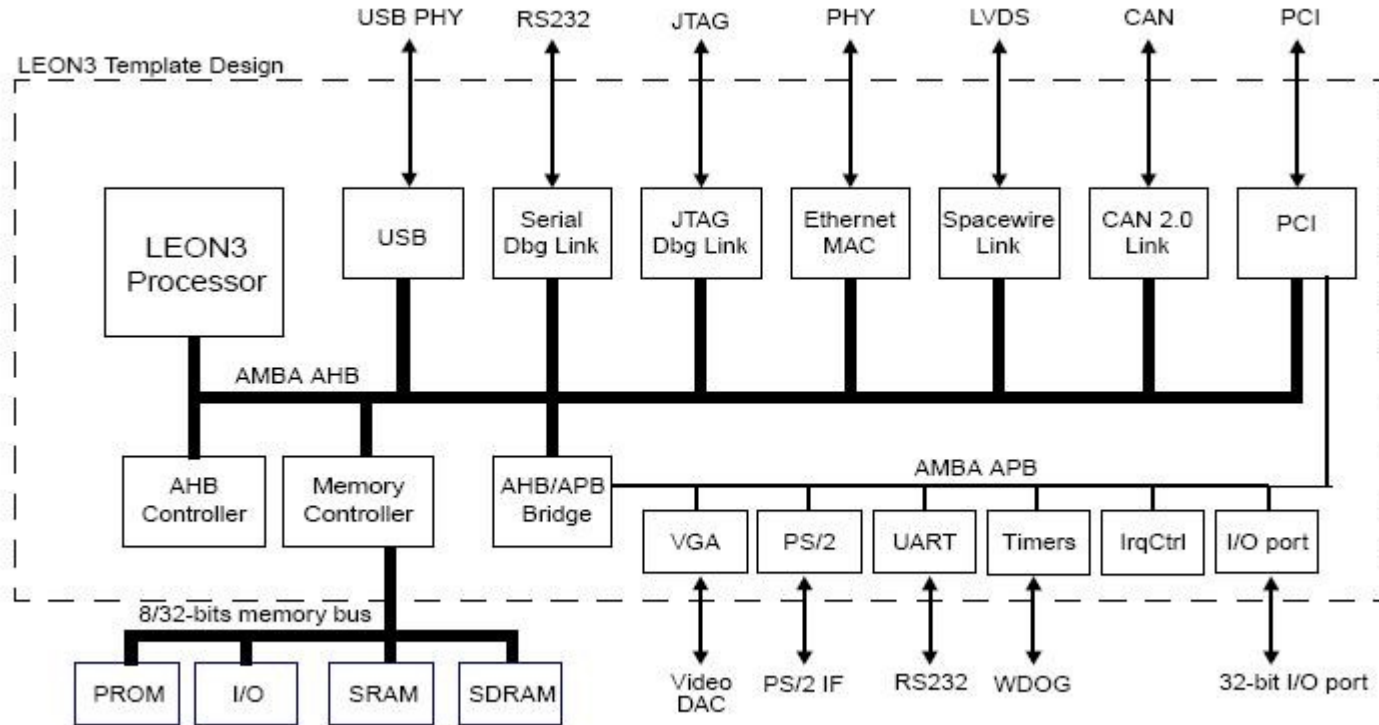 USB PHY
RS232
JTAG
PHY
LVDS
CAN
PCI
LEON3 Template Design
LEON3
Processor
USB
Serial
Dbg Link
JTAG
Dbg Link
Ethernet
MAC
Spacewire
Link
CAN 2.0
Link
PCI
AMBA AHB
AHB
Controller
Memory
Controller
AHB/APB
Bridge
AMBA APB
VGA
PS/2
UART
Timers
IrqCtrl
I/O port
8/32-bits memory bus
PROM
I/O
SRAM
SDRAM
Video
DAC
PS/2 IF
RS232
WDOG
32-bit I/O port